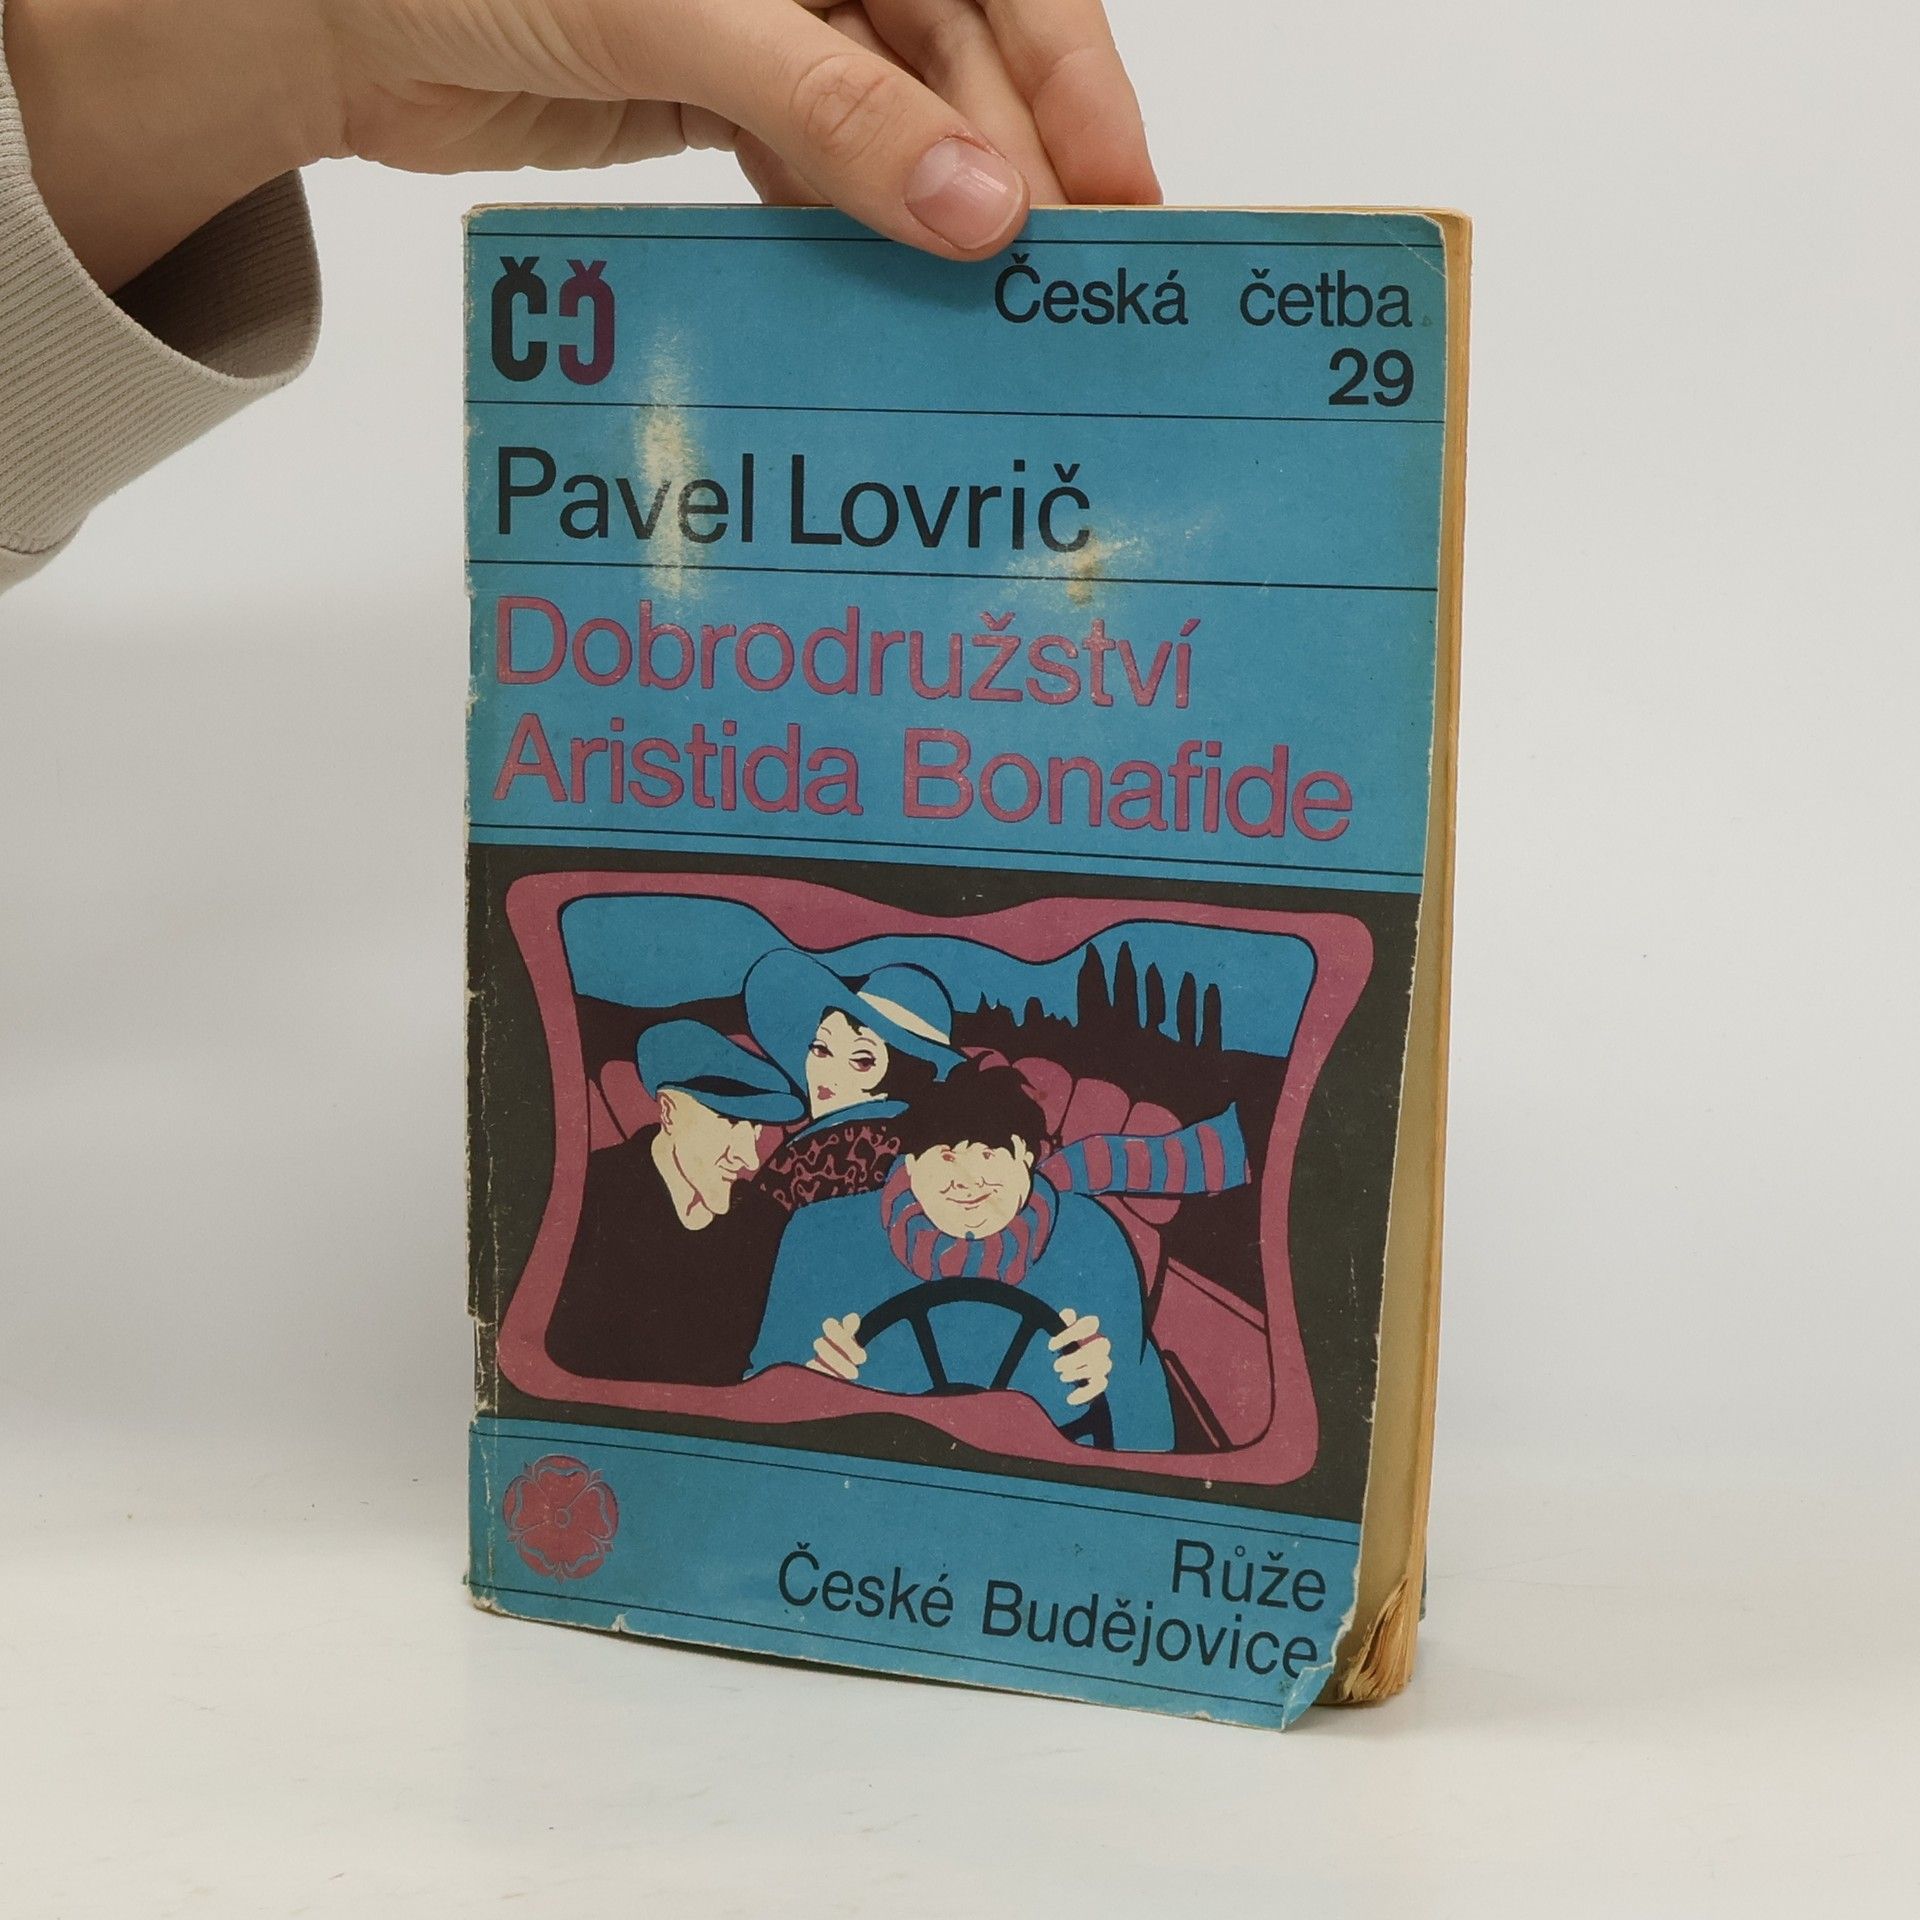 ČČ
Česká četba
29
Pavel Lovrič
Dobrodružství
Aristida Bonafide
Růže
České Budějovice